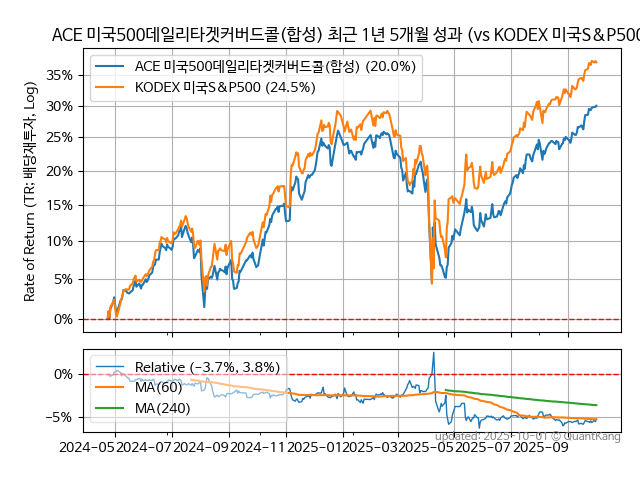 ACE 미국500데일리타겟커버드콜(합성) 최근 1년 5개월 성과 (vs KODEX 미국S&P500
Rate of Return (TR: 배당재투자, Log)
ACE 미국500데일리타겟커버드콜(합성) (20.0%)
KODEX 미국S&P500 (24.5%)
35%
30%
25%
20%
15%
10%
5%
0%
Relative (−3.7%, 3.8%)
MA(60)
MA(240)
0%
−5%
2024−05 2024−07 2024−09 2024−11 2025−01 2025−03 2025−05 2025−07 2025−09
updated: 2025-10-01 © QuantKang